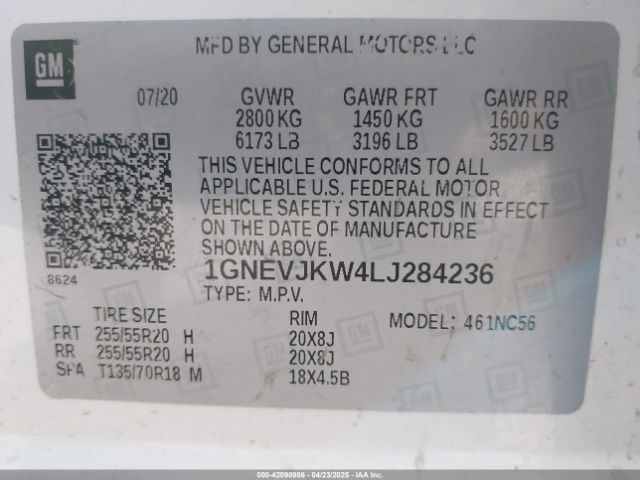 GM
MFD BY GENERAL MOTORS LLC
07/20 GVWR GAWR FRT GAWR RR
2800 KG 1450 KG 1600 KG
6173 LB 3196 LB 3527 LB
THIS VEHICLE CONFORMS TO ALL
APPLICABLE U.S. FEDERAL MOTOR
VEHICLE SAFETY STANDARDS IN EFFECT
ON THE DATE OF MANUFACTURE
SHOWN ABOVE.
8624
1GNEVJKW4LJ284236
TYPE: M.P.V.
TIRE SIZE RIM MODEL: 461NC56
FRT 255/55R20 H 20X8J
RR 255/55R20 H 20X8J
SPA T135/70R18 M 18X4.5B
000-42098986 - 04/23/2025 - IAAI.COM